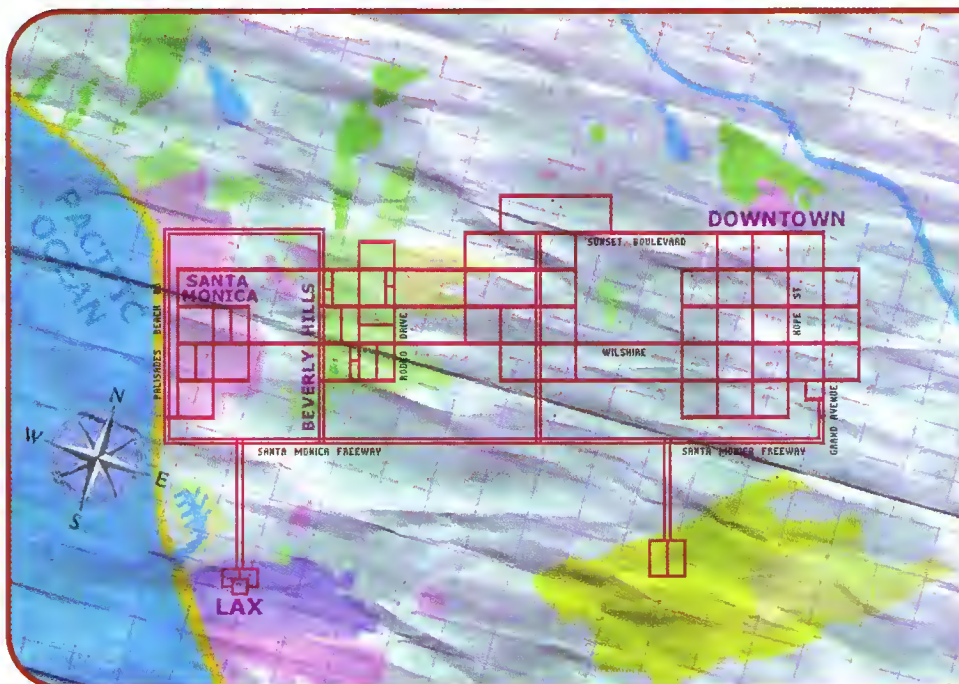 DOWNTOWN
SUNSET BOULEVARD
PACIFIC
OCEAN
SANTA
MONICA
PALISADES BEACH
BEVERLY HILLS
RODEO DRIVE
HOPE ST
WILSHIRE
GRAND AVENUE
N
W
E
S
SANTA MONICA FREEWAY
SANTA MONICA FREEWAY
LAX